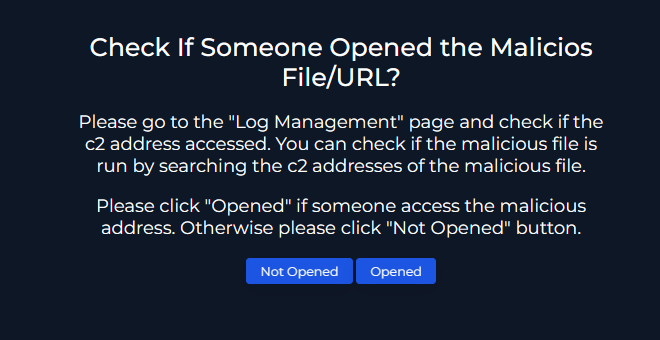 Check If Someone Opened the Malicios
File/URL?
Please go to the "Log Management" page and check if the
c2 address accessed. You can check if the malicious file is
run by searching the c2 addresses of the malicious file.
Please click "Opened" if someone access the malicious
address. Otherwise please click "Not Opened" button.
Not Opened
Opened